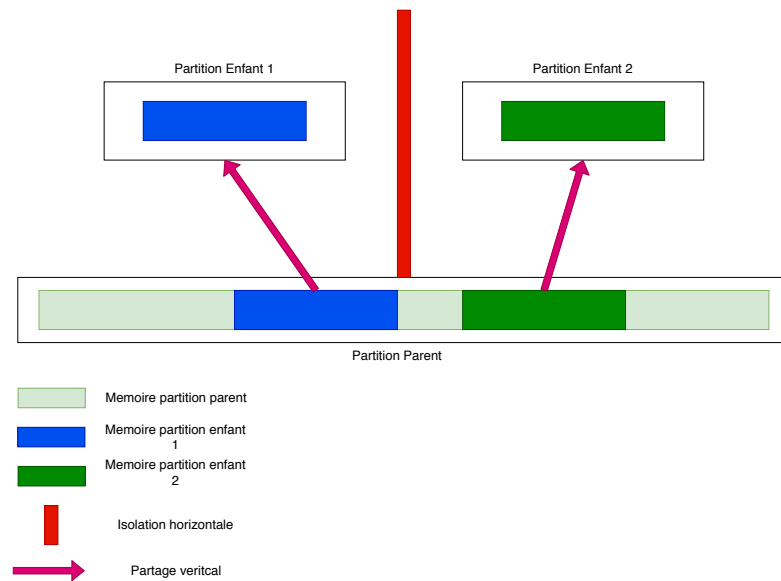 Partition Enfant 1
Partition Enfant 2
Partition Parent
Memoire partition parent
Memoire partition enfant
1
Memoire partition enfant
2
Isolation horizontale
Partage veritcal